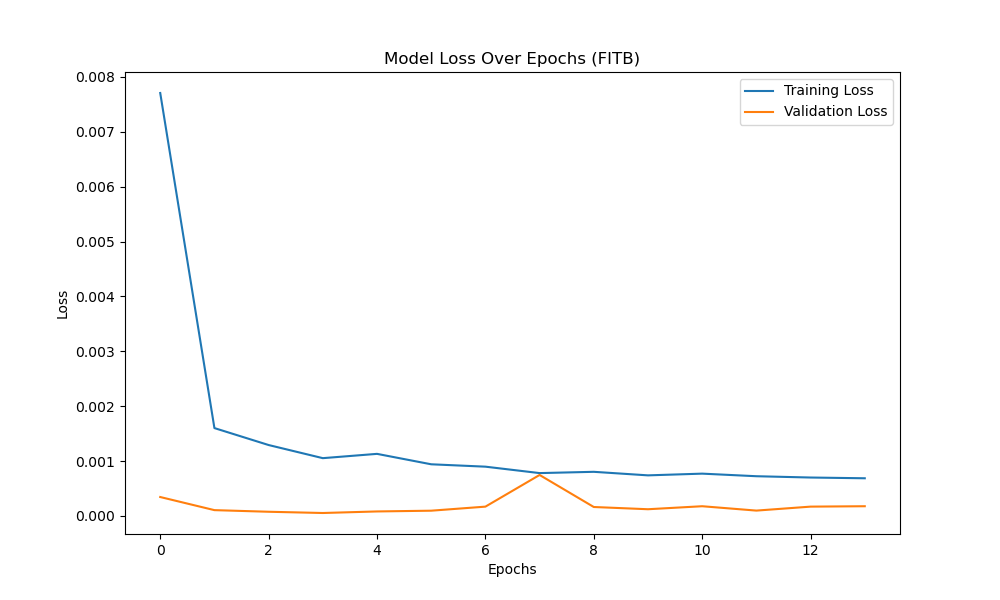 Model Loss Over Epochs (FITB)
Training Loss
Validation Loss
0.008
0.007
0.006
0.005
0.004
0.003
0.002
0.001
0.000
Loss
0 2 4 6 8 10 12
Epochs